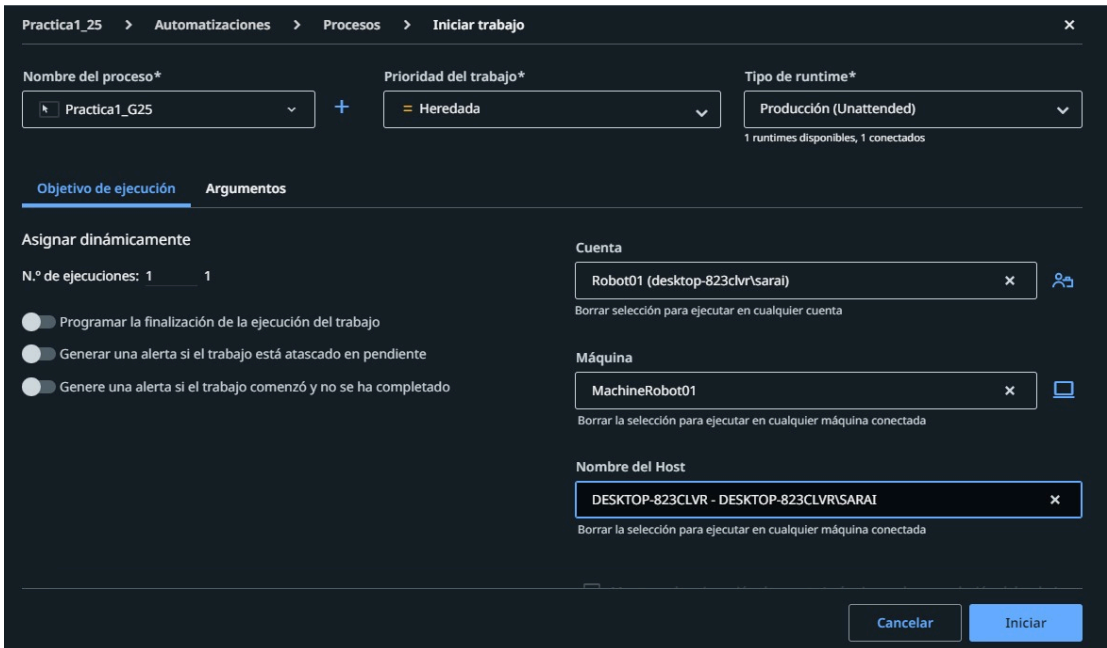 Practica1_25 > Automatizaciones > Procesos > Iniciar trabajo
Nombre del proceso*
Practica1_G25
Prioridad del trabajo*
= Heredada
Tipo de runtime*
Producción (Unattended)
1 runtimes disponibles, 1 conectados
Objetivo de ejecución
Argumentos
Asignar dinámicamente
N.º de ejecuciones: 1 1
Programar la finalización de la ejecución del trabajo
Generar una alerta si el trabajo está atascado en pendiente
Genere una alerta si el trabajo comenzó y no se ha completado
Cuenta
Robot01 (desktop-823clvr\sarai)
Borrar selección para ejecutar en cualquier cuenta
Máquina
MachineRobot01
Borrar la selección para ejecutar en cualquier máquina conectada
Nombre del Host
DESKTOP-823CLVR - DESKTOP-823CLVR\SARAI
Borrar la selección para ejecutar en cualquier máquina conectada
Cancelar
Iniciar